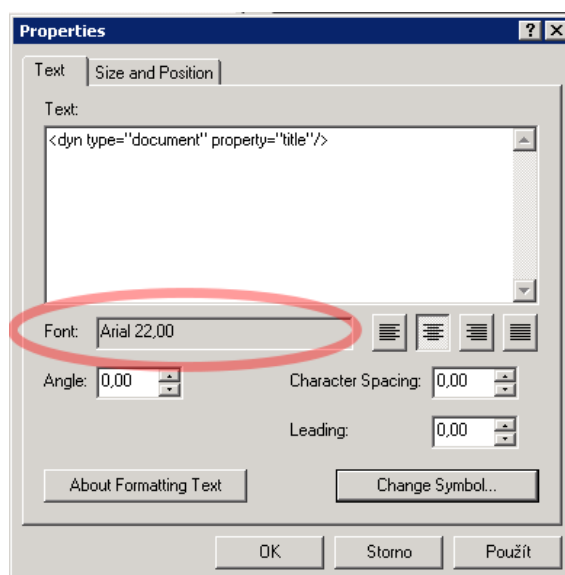 Properties
Text Size and Position
Text:
<dyn type="document" property="title"/>
Font: Arial 22,00
Angle: 0,00 Character Spacing: 0,00
Leading: 0,00
About Formatting Text Change Symbol...
OK Storno Použít